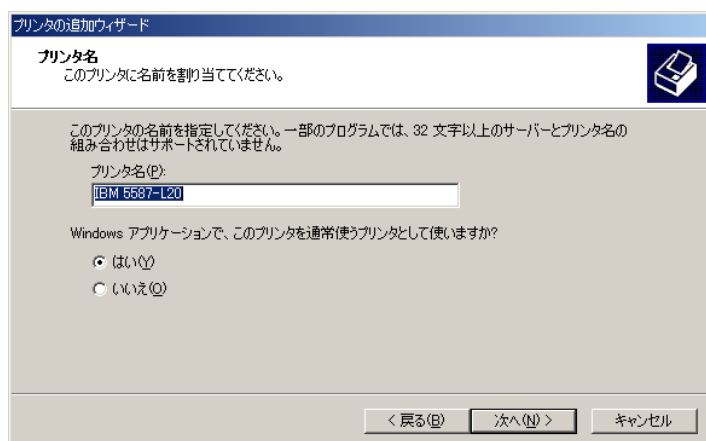 プリンタの追加ウィザード
プリンタ名
このプリンタに名前を割り当ててください。
このプリンタの名前を指定してください。一部のプログラムでは、32 文字以上のサーバーとプリンタ名の
組み合わせはサポートされていません。
プリンタ名(P):
IBM 5587-L20
Windows アプリケーションで、このプリンタを通常使うプリンタとして使いますか?
はい(Y)
いいえ(O)
< 戻る(B) 次へ(N) > キャンセル